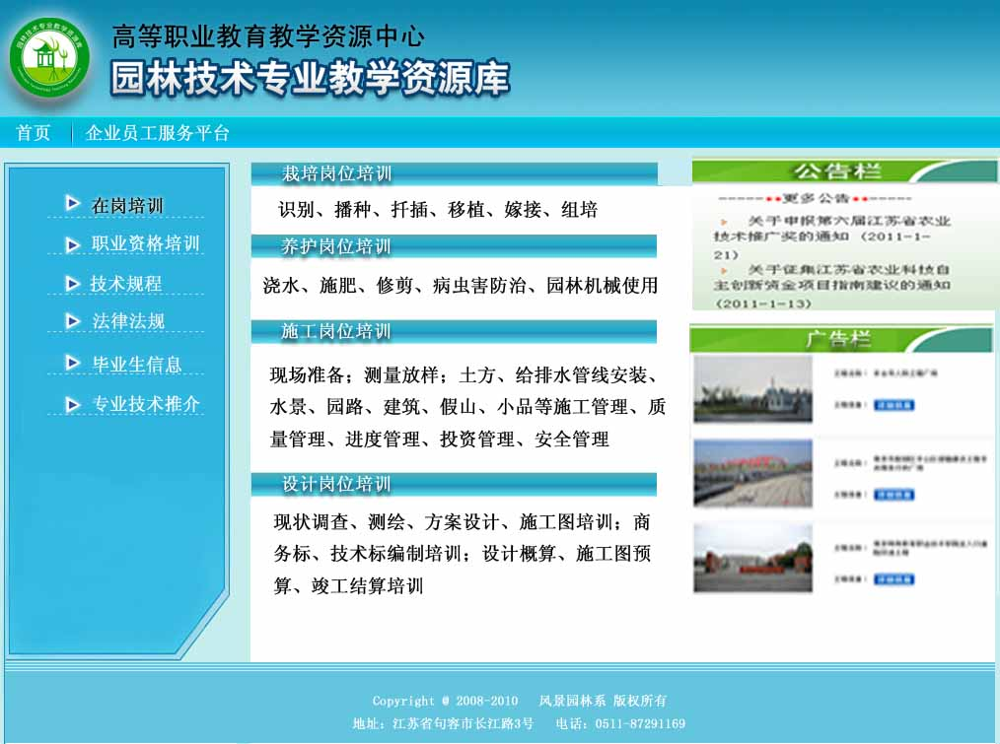 高等职业教育教学资源中心
园林技术专业教学资源库
首页 企业员工服务平台
在岗培训
职业资格培训
技术规程
法律法规
毕业生信息
专业技术推介
栽培岗位培训
识别、播种、扦插、移植、嫁接、组培
养护岗位培训
浇水、施肥、修剪、病虫害防治、园林机械使用
施工岗位培训
现场准备；测量放样；土方、给排水管线安装、
水景、园路、建筑、假山、小品等施工管理、质
量管理、进度管理、投资管理、安全管理
设计岗位培训
现状调查、测绘、方案设计、施工图培训；商
务标、技术标编制培训；设计概算、施工图预
算、竣工结算培训
公告栏
-----**更多公告**-----
关于申报第六届江苏省农业
技术推广奖的通知 （2011-1-
21）
关于征集江苏省农业科技自
主创新资金项目指南建议的通知
（2011-1-13）
广告栏
Copyright @ 2008-2010 风景园林系 版权所有
地址：江苏省句容市长江路3号 电话：0511-87291169